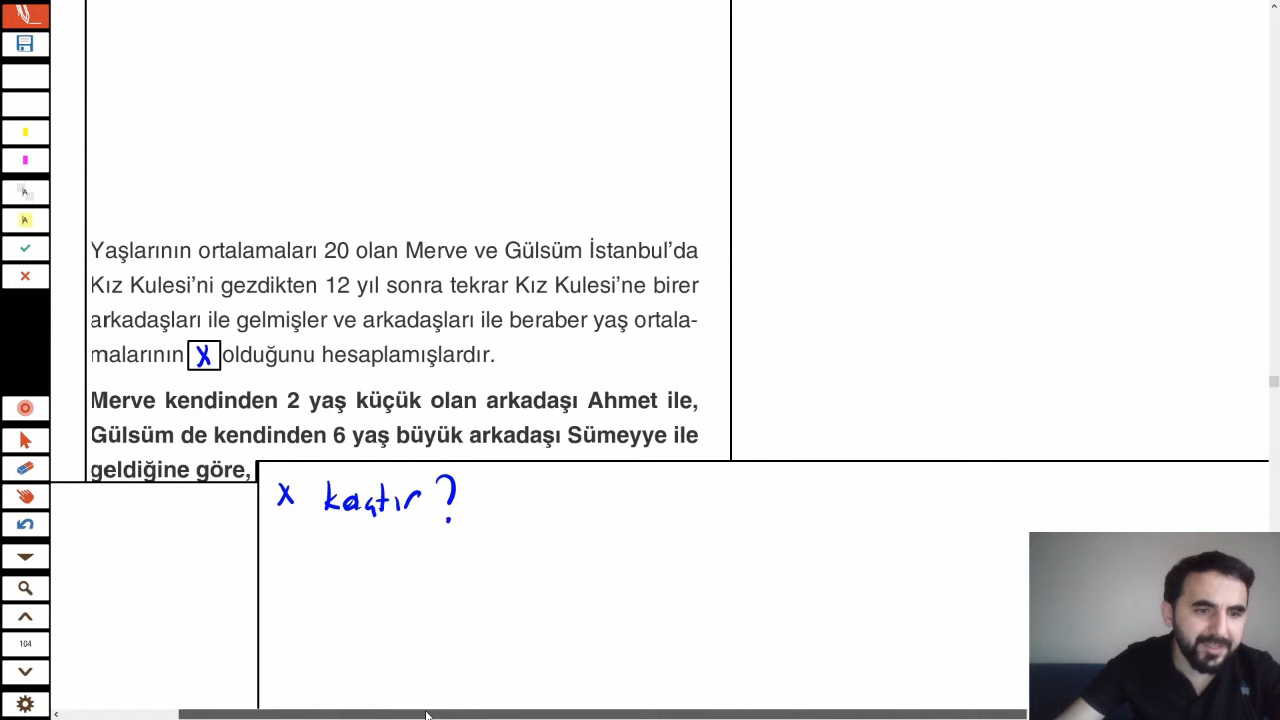 Yaşlarının ortalamaları 20 olan Merve ve Gülsüm İstanbul'da
Kız Kulesi'ni gezdikten 12 yıl sonra tekrar Kız Kulesi'ne birer
arkadaşları ile gelmişler ve arkadaşları ile beraber yaş ortala-
malarının x olduğunu hesaplamışlardır.
Merve kendinden 2 yaş küçük olan arkadaşı Ahmet ile,
Gülsüm de kendinden 6 yaş büyük arkadaşı Sümeyye ile
geldiğine göre,
x kaçtır?
104